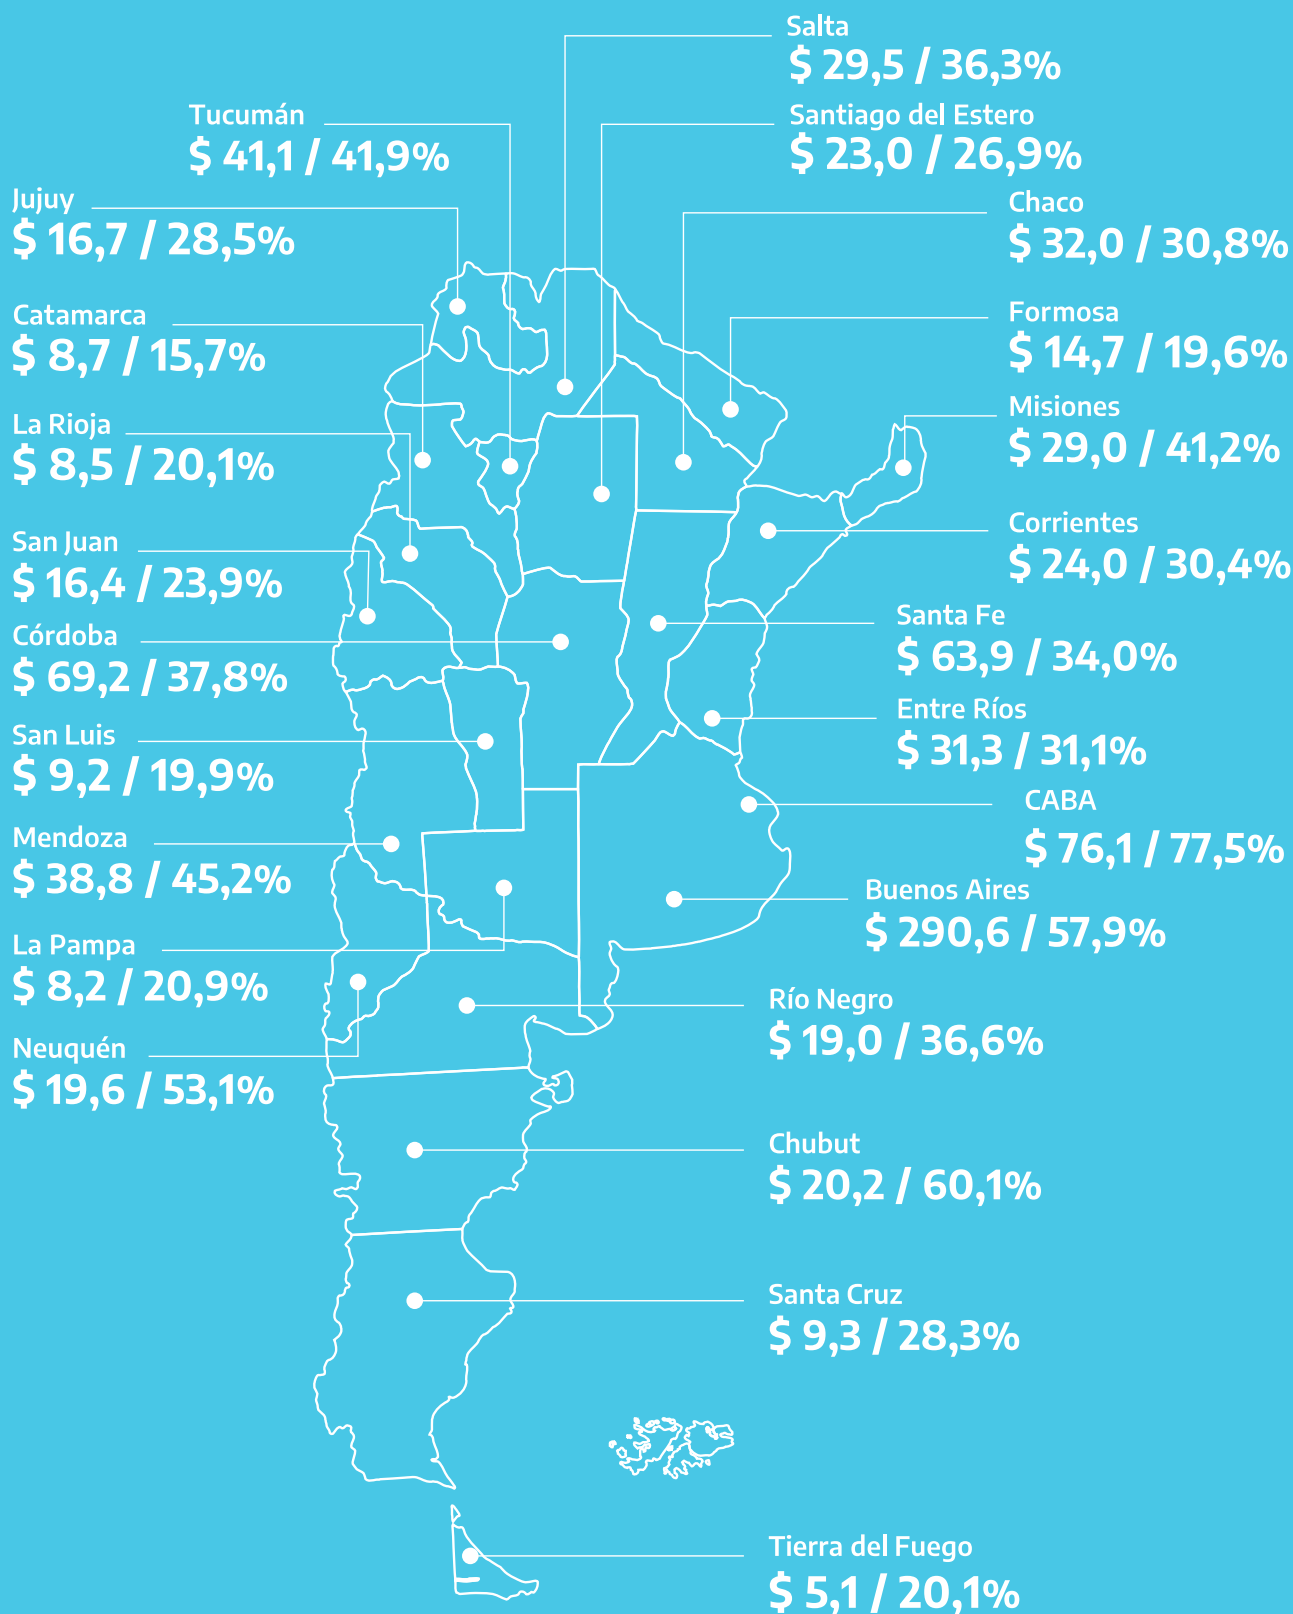 Salta
$ 29,5 / 36,3%
Tucumán
$ 41,1 / 41,9%
Santiago del Estero
$ 23,0 / 26,9%
Jujuy
$ 16,7 / 28,5%
Chaco
$ 32,0 / 30,8%
Catamarca
$ 8,7 / 15,7%
Formosa
$ 14,7 / 19,6%
La Rioja
$ 8,5 / 20,1%
Misiones
$ 29,0 / 41,2%
San Juan
$ 16,4 / 23,9%
Corrientes
$ 24,0 / 30,4%
Córdoba
$ 69,2 / 37,8%
Santa Fe
$ 63,9 / 34,0%
San Luis
$ 9,2 / 19,9%
Entre Ríos
$ 31,3 / 31,1%
CABA
$ 76,1 / 77,5%
Mendoza
$ 38,8 / 45,2%
Buenos Aires
$ 290,6 / 57,9%
La Pampa
$ 8,2 / 20,9%
Río Negro
$ 19,0 / 36,6%
Neuquén
$ 19,6 / 53,1%
Chubut
$ 20,2 / 60,1%
Santa Cruz
$ 9,3 / 28,3%
Tierra del Fuego
$ 5,1 / 20,1%